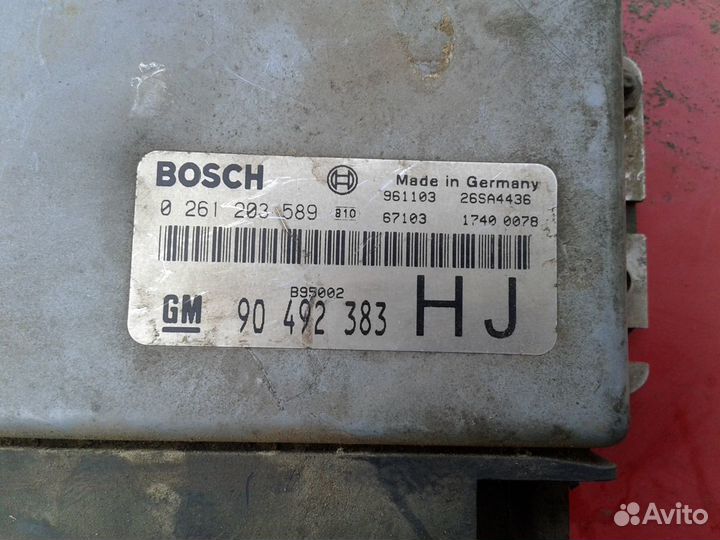 BOSCH Made in Germany
961103 26SA4436
0 261 203 589 B10 67103 1740 0078
B95002
GM 90 492 383 HJ
Avito